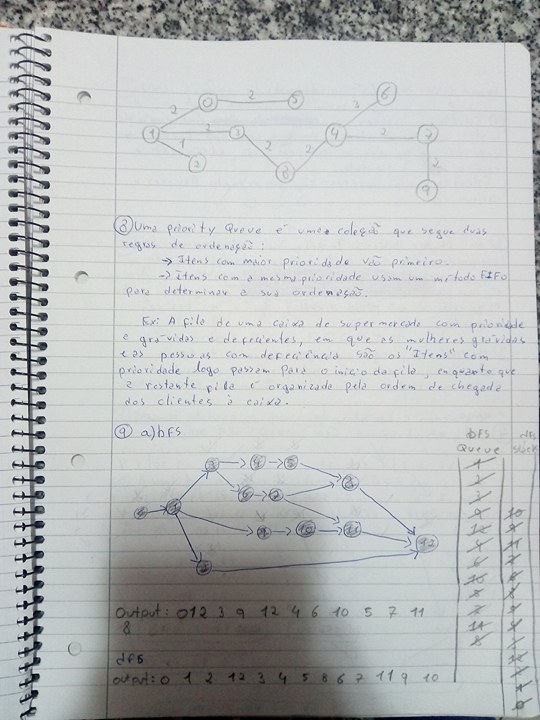 0 2 5
2
1 2 3 4 3 6
1 2 2 2 7
2 8 2
9
⑧ Uma priority Queue é uma coleção que segue duas
regras de ordenação:
→ Itens com maior prioridade vão primeiro.
→ Itens com a mesma prioridade usam um método FIFO
para determinar a sua ordenação.
Ex: A fila de uma caixa de supermercado com prioridade
a grávidas e deficientes, em que as mulheres grávidas
e as pessoas com deficiência são os "Itens" com
prioridade logo passam para o início da fila, enquanto que
a restante fila é organizada pela ordem de chegada
dos clientes à caixa.
⑨ a) bFS
bFS dfs
Queue stack
3 4 5
6 7 8
0 1
9 10 11 12
2
Output: 0 1 2 3 9 12 4 6 10 5 7 11
8
dfs
output: 0 1 2 12 3 4 5 8 6 7 11 9 10